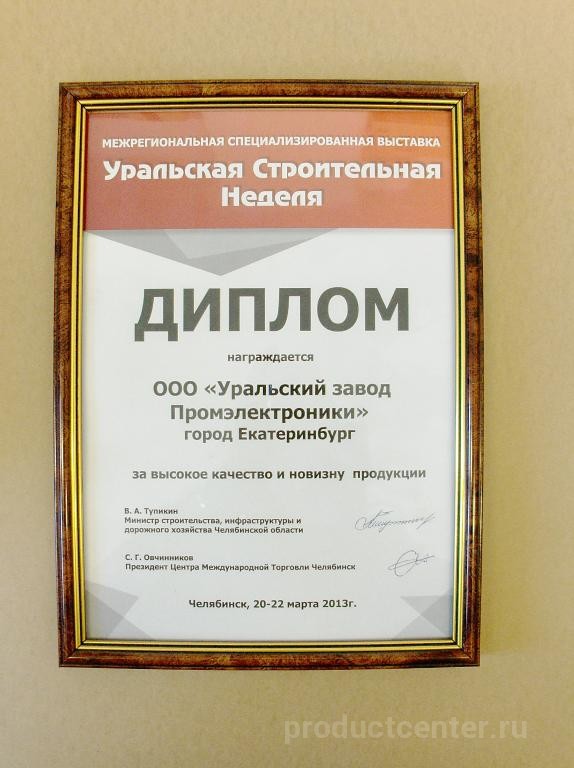 МЕЖРЕГИОНАЛЬНАЯ СПЕЦИАЛИЗИРОВАННАЯ ВЫСТАВКА
Уральская Строительная
Неделя
ДИПЛОМ
награждается
ООО «Уральский завод
Промэлектроники»
город Екатеринбург
за высокое качество и новизну продукции
В. А. Тупикин
Министр строительства, инфраструктуры и
дорожного хозяйства Челябинской области
С. Г. Овчинников
Президент Центра Международной Торговли Челябинск
Челябинск, 20-22 марта 2013г.
productcenter.ru